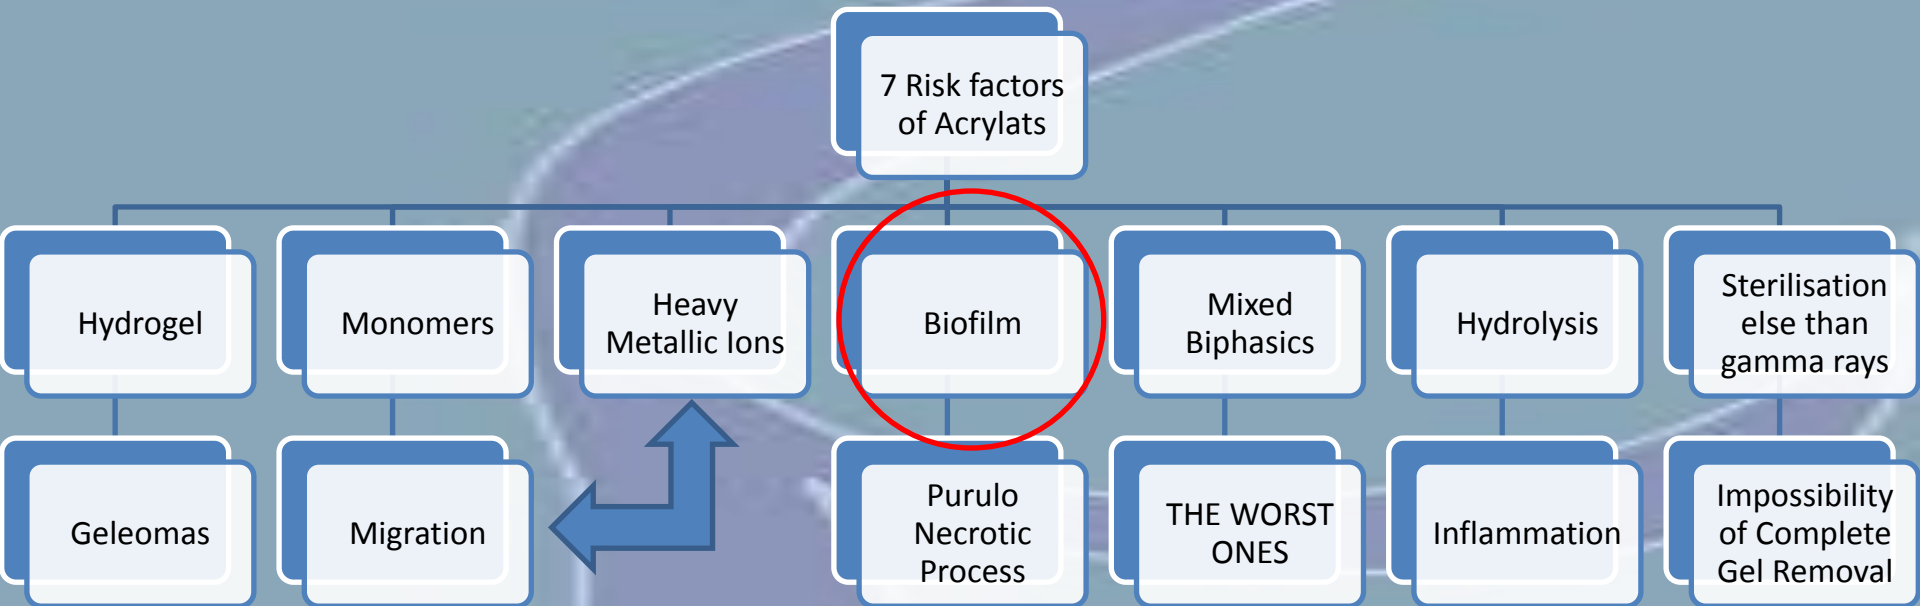 7 Risk factors
of Acrylats
Hydrogel
Monomers
Heavy
Metallic Ions
Biofilm
Mixed
Biphasics
Hydrolysis
Sterilisation
else than
gamma rays
Geleomas
Migration
Purulo
Necrotic
Process
THE WORST
ONES
Inflammation
Impossibility
of Complete
Gel Removal